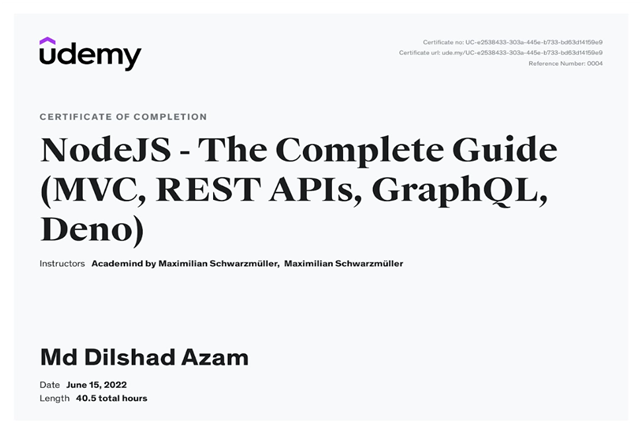 udemy
Certificate no: UC-e2538433-303a-445e-b733-bd63d14159e9
Certificate url: ude.my/UC-e2538433-303a-445e-b733-bd63d14159e9
Reference Number: 0004
CERTIFICATE OF COMPLETION
NodeJS - The Complete Guide
(MVC, REST APIs, GraphQL,
Deno)
Instructors Academind by Maximilian Schwarzmüller, Maximilian Schwarzmüller
Md Dilshad Azam
Date June 15, 2022
Length 40.5 total hours